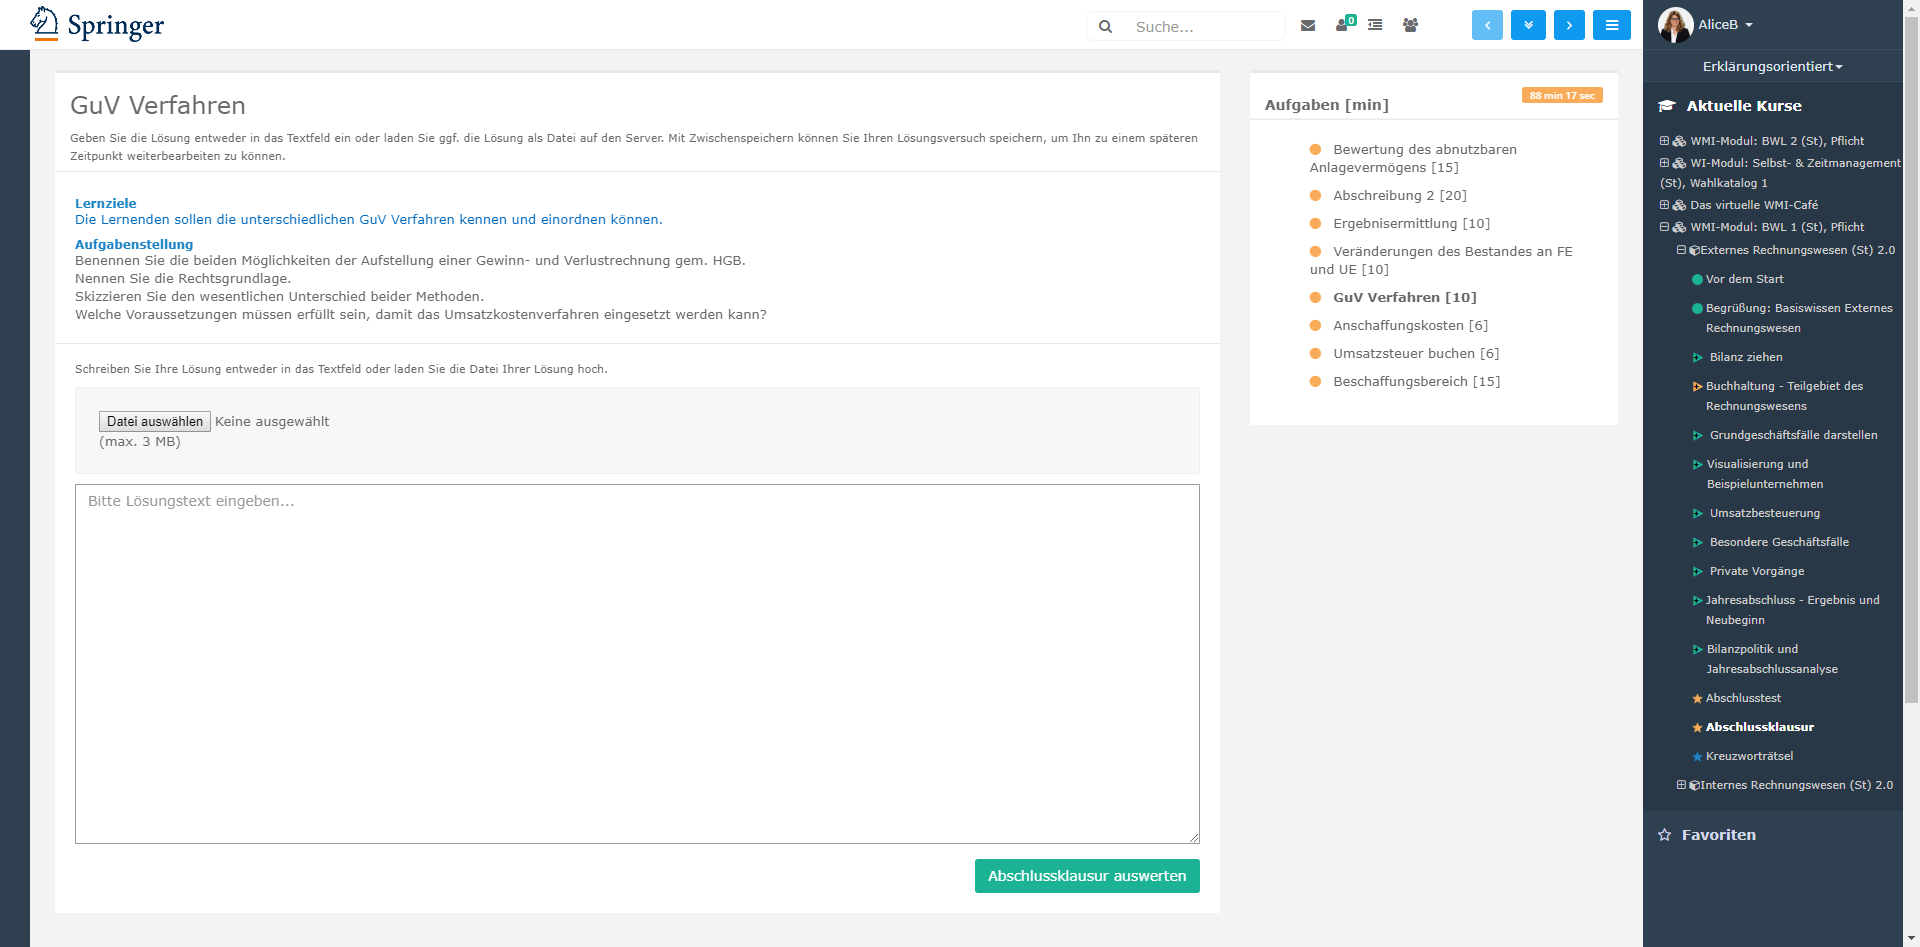 Springer
Suche...
0
AliceB
Erklärungsorientiert
GuV Verfahren
Geben Sie die Lösung entweder in das Textfeld ein oder laden Sie ggf. die Lösung als Datei auf den Server. Mit Zwischenspeichern können Sie Ihren Lösungsversuch speichern, um Ihn zu einem späteren
Zeitpunkt weiterbearbeiten zu können.
Lernziele
Die Lernenden sollen die unterschiedlichen GuV Verfahren kennen und einordnen können.
Aufgabenstellung
Benennen Sie die beiden Möglichkeiten der Aufstellung einer Gewinn- und Verlustrechnung gem. HGB.
Nennen Sie die Rechtsgrundlage.
Skizzieren Sie den wesentlichen Unterschied beider Methoden.
Welche Voraussetzungen müssen erfüllt sein, damit das Umsatzkostenverfahren eingesetzt werden kann?
Schreiben Sie Ihre Lösung entweder in das Textfeld oder laden Sie die Datei Ihrer Lösung hoch.
Datei auswählen Keine ausgewählt
(max. 3 MB)
Bitte Lösungstext eingeben...
Abschlussklausur auswerten
Aufgaben [min]
88 min 17 sec
Bewertung des abnutzbaren
Anlagevermögens [15]
Abschreibung 2 [20]
Ergebnisermittlung [10]
Veränderungen des Bestandes an FE
und UE [10]
GuV Verfahren [10]
Anschaffungskosten [6]
Umsatzsteuer buchen [6]
Beschaffungsbereich [15]
Aktuelle Kurse
WMI-Modul: BWL 2 (St), Pflicht
WI-Modul: Selbst- & Zeitmanagement
(St), Wahlkatalog 1
Das virtuelle WMI-Café
WMI-Modul: BWL 1 (St), Pflicht
Externes Rechnungswesen (St) 2.0
Vor dem Start
Begrüßung: Basiswissen Externes
Rechnungswesen
Bilanz ziehen
Buchhaltung - Teilgebiet des
Rechnungswesens
Grundgeschäftsfälle darstellen
Visualisierung und
Beispielunternehmen
Umsatzbesteuerung
Besondere Geschäftsfälle
Private Vorgänge
Jahresabschluss - Ergebnis und
Neubeginn
Bilanzpolitik und
Jahresabschlussanalyse
Abschlusstest
Abschlussklausur
Kreuzworträtsel
Internes Rechnungswesen (St) 2.0
Favoriten